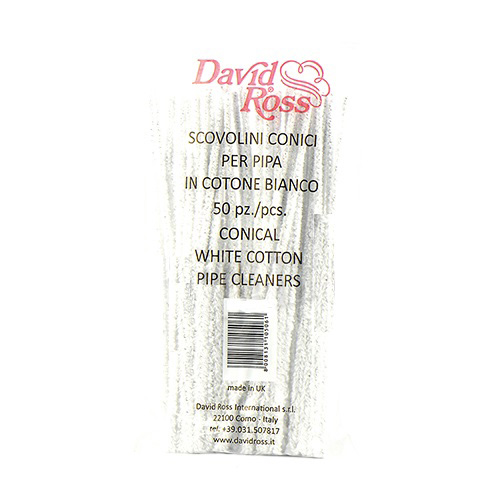 David
Ross
SCOVOLINI CONICI
PER PIPA
IN COTONE BIANCO
50 pz./pcs.
CONICAL
WHITE COTTON
PIPE CLEANERS
8008131105061
made in UK
David Ross International s.r.l.
22100 Como - Italy
tel. +39.031.507817
www.davidross.it